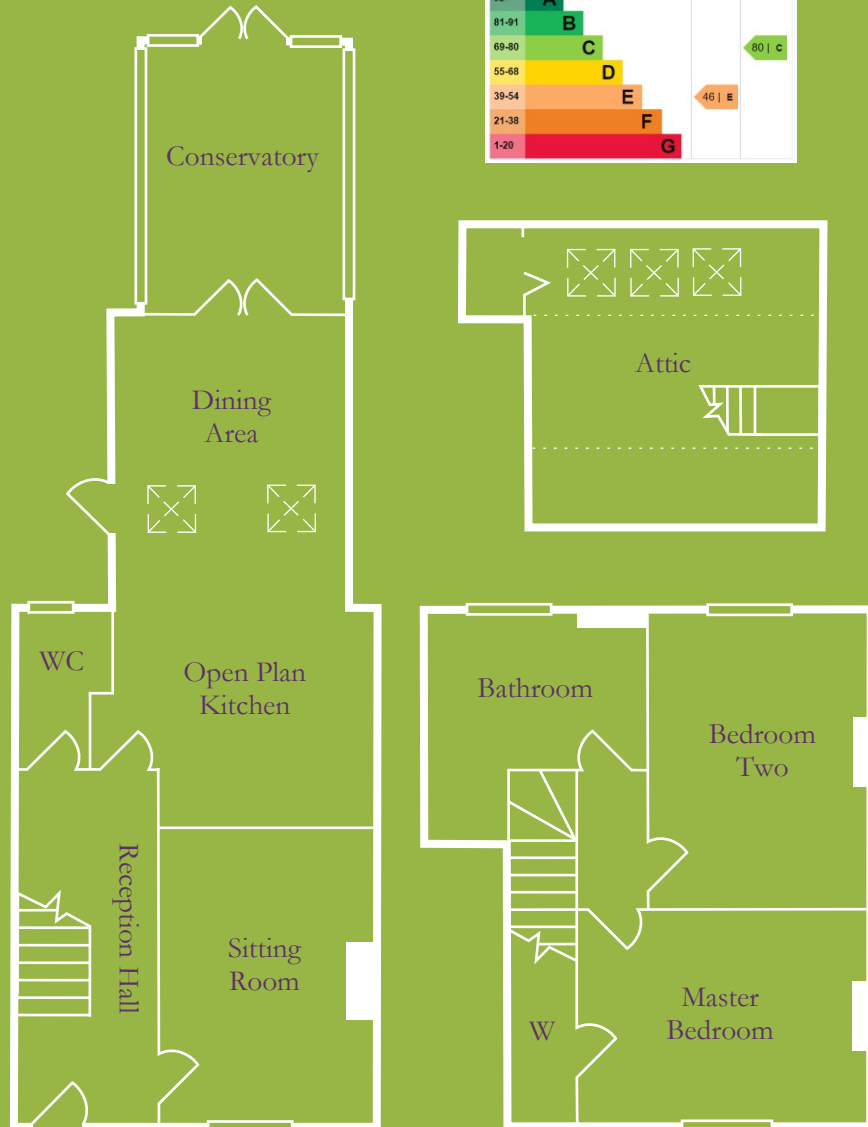 A
81-91 B
69-80 C
80 | C
55-68 D
39-54 E
46 | E
21-38 F
1-20 G
Conservatory
Attic
Dining
Area
WC
Open Plan
Kitchen
Bathroom
Bedroom
Two
Reception Hall
Sitting
Room
W
Master
Bedroom